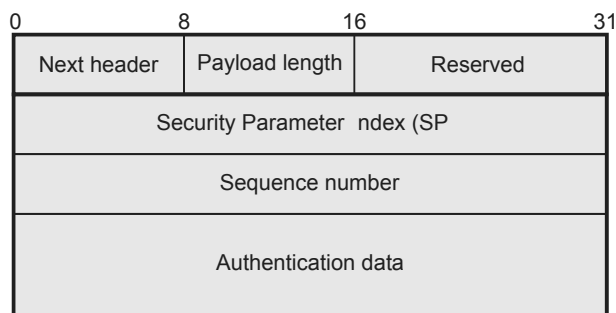 0 8 16 31
Next header Payload length Reserved
Security Parameter ndex (SP
Sequence number
Authentication data